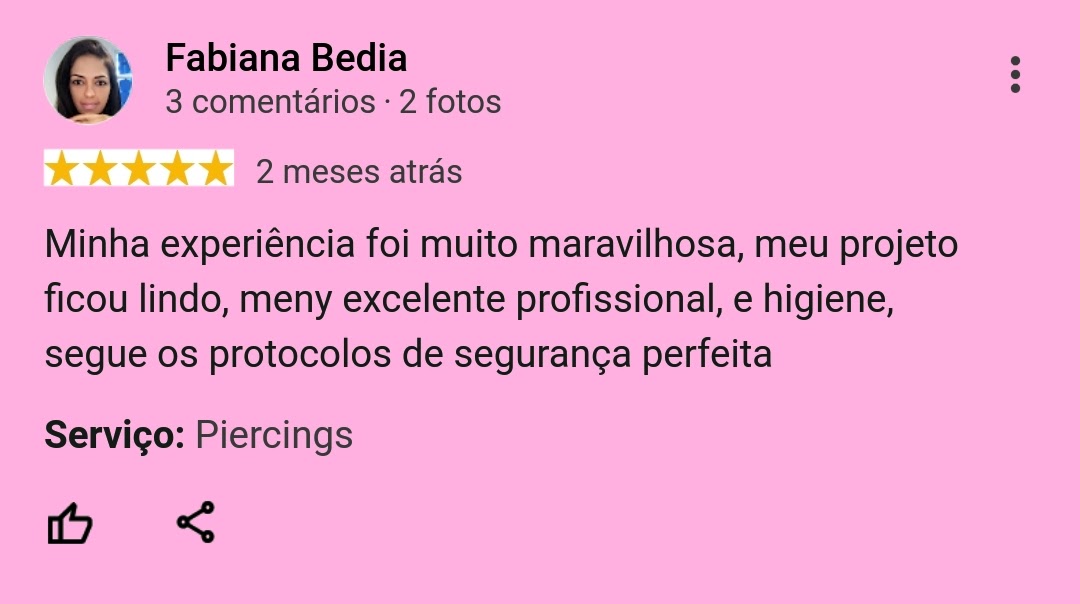 Fabiana Bedia
3 comentários · 2 fotos
2 meses atrás
Minha experiência foi muito maravilhosa, meu projeto
ficou lindo, meny excelente profissional, e higiene,
segue os protocolos de segurança perfeita
Serviço: Piercings